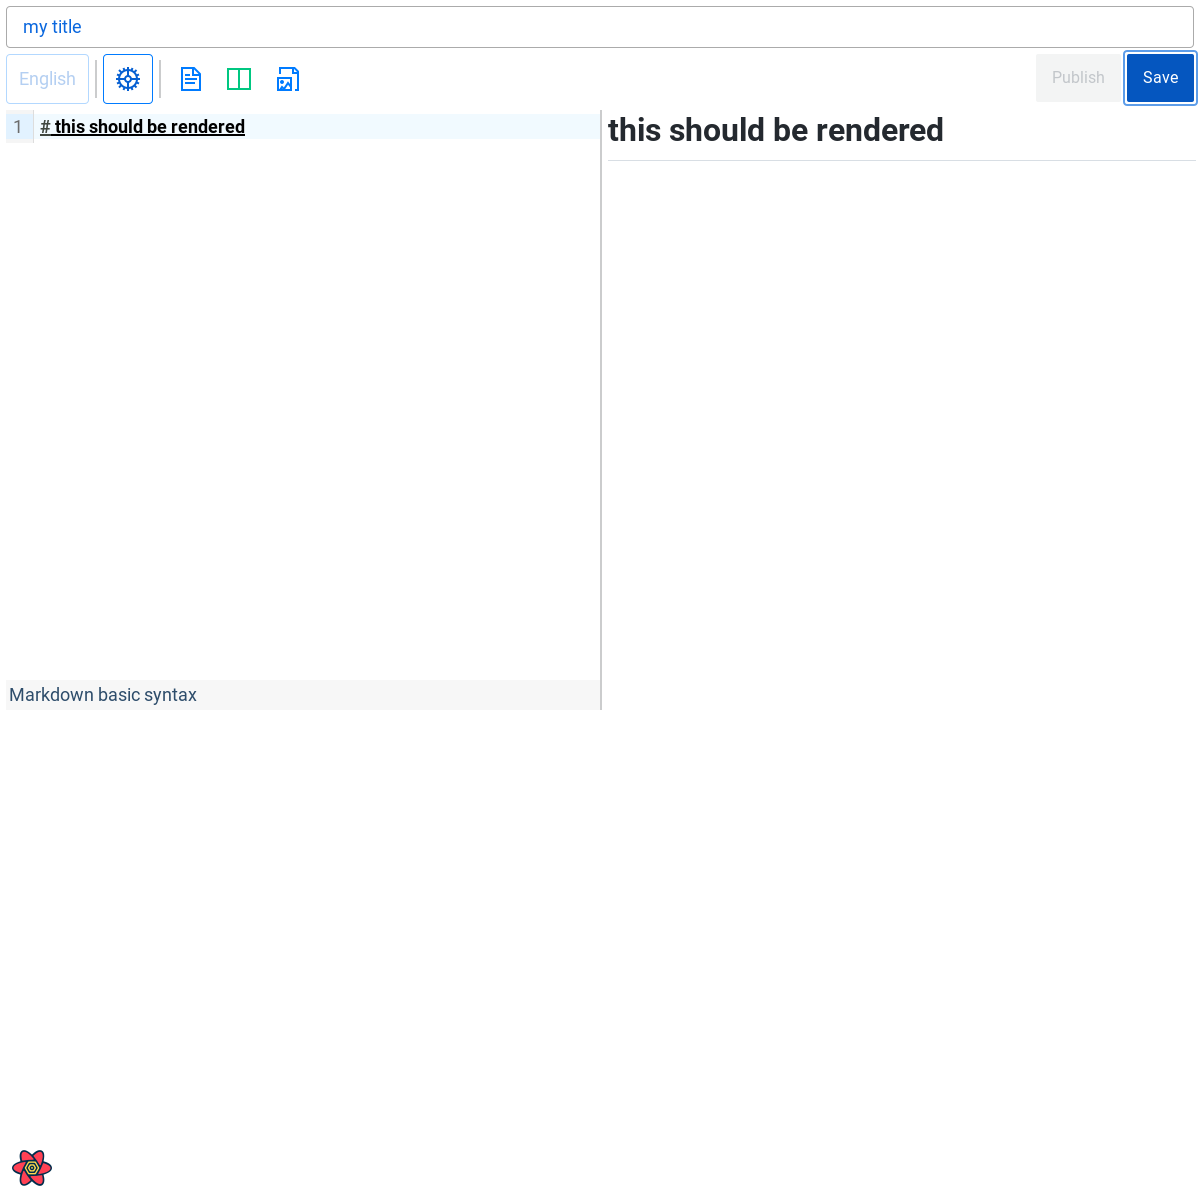 my title
English
Publish
Save
1
# this should be rendered
this should be rendered
Markdown basic syntax